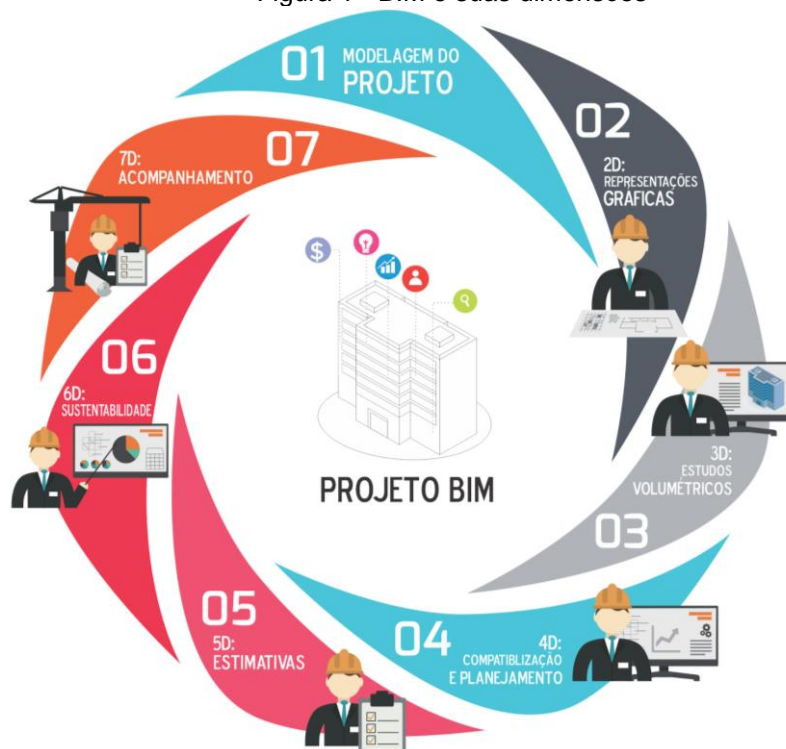 01
MODELAGEM DO
PROJETO
02
2D:
REPRESENTAÇÕES
GRÁFICAS
3D:
ESTUDOS
VOLUMÉTRICOS
03
04
4D:
COMPATIBLIZAÇÃO
E PLANEJAMENTO
05
5D:
ESTIMATIVAS
06
6D:
SUSTENTABILIDADE
07
7D:
ACOMPANHAMENTO
$
PROJETO BIM